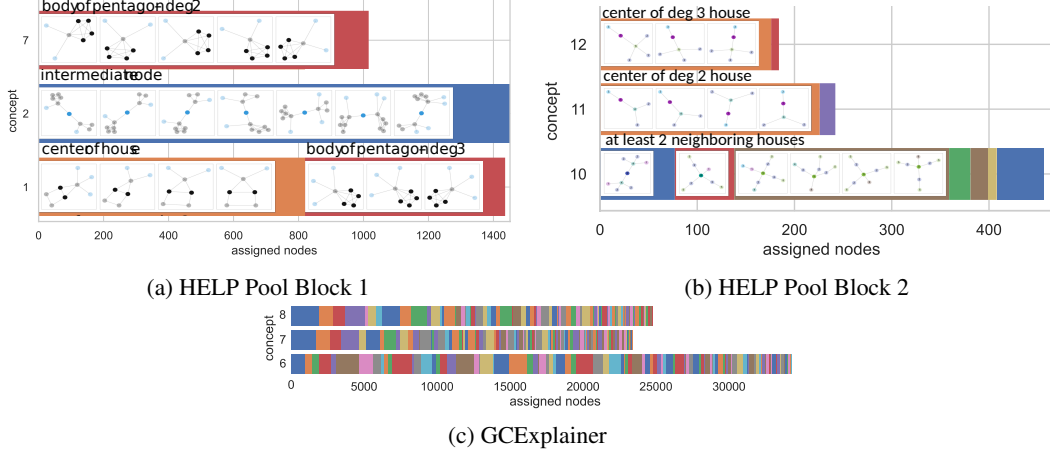 body of pentagon - deg 2
7
intermediate node
2
center of house
body of pentagon - deg 3
1
concept
0 200 400 600 800 1000 1200 1400
assigned nodes
(a) HELP Pool Block 1
center of deg 3 house
12
center of deg 2 house
11
at least 2 neighboring houses
10
concept
0 100 200 300 400
assigned nodes
(b) HELP Pool Block 2
8
7
6
concept
0 5000 10000 15000 20000 25000 30000
assigned nodes
(c) GCExplainer